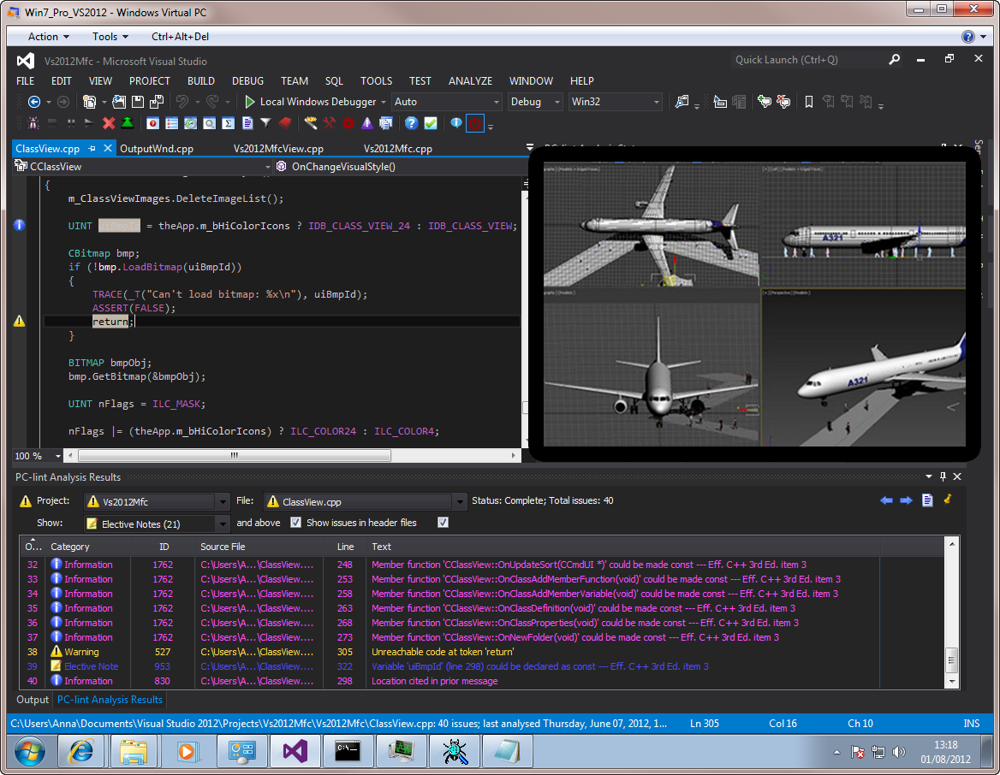 Win7_Pro_VS2012 - Windows Virtual PC
Action Tools Ctrl+Alt+Del
Vs2012Mfc - Microsoft Visual Studio
Quick Launch (Ctrl+Q)
FILE EDIT VIEW PROJECT BUILD DEBUG TEAM SQL TOOLS TEST ANALYZE WINDOW HELP
Local Windows Debugger Auto Debug Win32
ClassView.cpp OutputWnd.cpp Vs2012MfcView.cpp Vs2012Mfc.cpp
CClassView OnChangeVisualStyle()
{
m_ClassViewImages.DeleteImageList();
UINT uiBmpId = theApp.m_bHiColorIcons ? IDB_CLASS_VIEW_24 : IDB_CLASS_VIEW;
CBitmap bmp;
if (!bmp.LoadBitmap(uiBmpId))
{
TRACE(_T("Can't load bitmap: %x\n"), uiBmpId);
ASSERT(FALSE);
return;
}
BITMAP bmpObj;
bmp.GetBitmap(&bmpObj);
UINT nFlags = ILC_MASK;
nFlags |= (theApp.m_bHiColorIcons) ? ILC_COLOR24 : ILC_COLOR4;
100 %
A321
A321
PC-lint Analysis Results
Project: Vs2012Mfc File: ClassView.cpp Status: Complete; Total issues: 40
Show: Elective Notes (21) and above Show issues in header files
O... Category ID Source File Line Text
32 Information 1762 C:\Users\A...\ClassView.... 248 Member function 'CClassView::OnUpdateSort(CCmdUI *)' could be made const --- Eff. C++ 3rd Ed. item 3
33 Information 1762 C:\Users\A...\ClassView.... 253 Member function 'CClassView::OnClassAddMemberFunction(void)' could be made const --- Eff. C++ 3rd Ed. item 3
34 Information 1762 C:\Users\A...\ClassView.... 258 Member function 'CClassView::OnClassAddMemberVariable(void)' could be made const --- Eff. C++ 3rd Ed. item 3
35 Information 1762 C:\Users\A...\ClassView.... 263 Member function 'CClassView::OnClassDefinition(void)' could be made const --- Eff. C++ 3rd Ed. item 3
36 Information 1762 C:\Users\A...\ClassView.... 268 Member function 'CClassView::OnClassProperties(void)' could be made const --- Eff. C++ 3rd Ed. item 3
37 Information 1762 C:\Users\A...\ClassView.... 273 Member function 'CClassView::OnNewFolder(void)' could be made const --- Eff. C++ 3rd Ed. item 3
38 Warning 527 C:\Users\A...\ClassView.... 305 Unreachable code at token 'return'
39 Elective Note 953 C:\Users\A...\ClassView.... 322 Variable 'uiBmpId' (line 298) could be declared as const --- Eff. C++ 3rd Ed. item 3
40 Information 830 C:\Users\A...\ClassView.... 298 Location cited in prior message
Output PC-lint Analysis Results
C:\Users\Anna\Documents\Visual Studio 2012\Projects\Vs2012Mfc\Vs2012Mfc\ClassView.cpp: 40 issues; last analysed Thursday, June 07, 2012, 1... Ln 305 Col 16 Ch 10 INS
13:18
01/08/2012